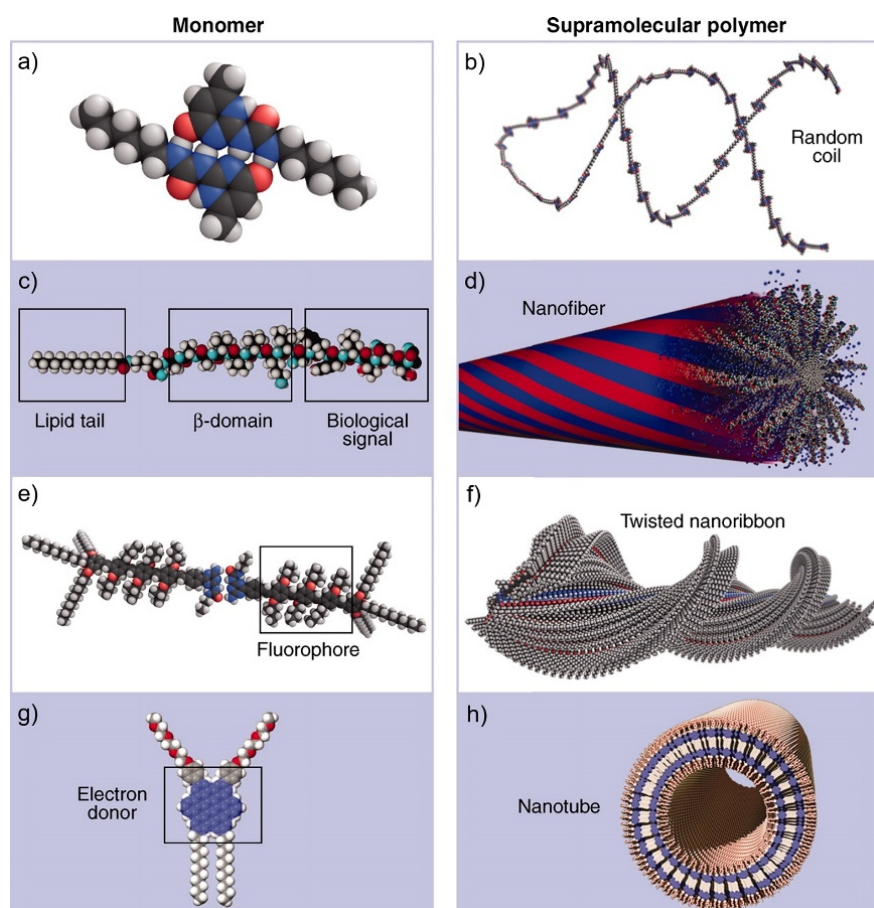 Monomer
Supramolecular polymer
a)
b)
Random
coil
c)
Lipid tail
β-domain
Biological
signal
d)
Nanofiber
e)
Fluorophore
f)
Twisted nanoribbon
g)
Electron
donor
h)
Nanotube